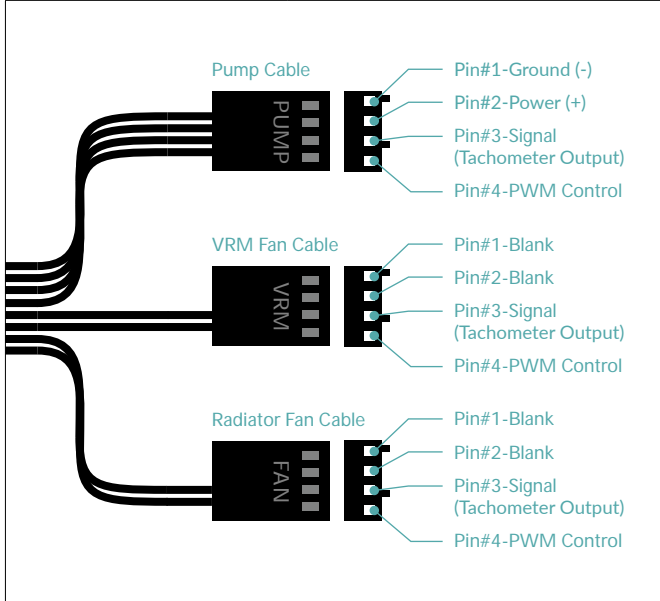 Pump Cable
PUMP
Pin#1-Ground (-)
Pin#2-Power (+)
Pin#3-Signal
(Tachometer Output)
Pin#4-PWM Control
VRM Fan Cable
VRM
Pin#1-Blank
Pin#2-Blank
Pin#3-Signal
(Tachometer Output)
Pin#4-PWM Control
Radiator Fan Cable
FAN
Pin#1-Blank
Pin#2-Blank
Pin#3-Signal
(Tachometer Output)
Pin#4-PWM Control